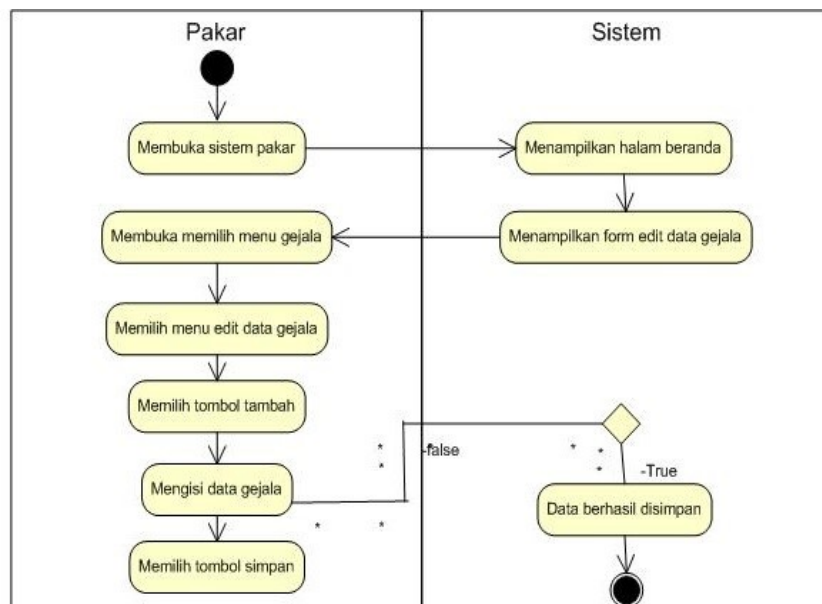 Pakar
Sistem
Membuka sistem pakar
Menampilkan halam beranda
Membuka memilih menu gejala
Menampilkan form edit data gejala
Memilih menu edit data gejala
Memilih tombol tambah
-false
-True
Mengisi data gejala
Data berhasil disimpan
Memilih tombol simpan